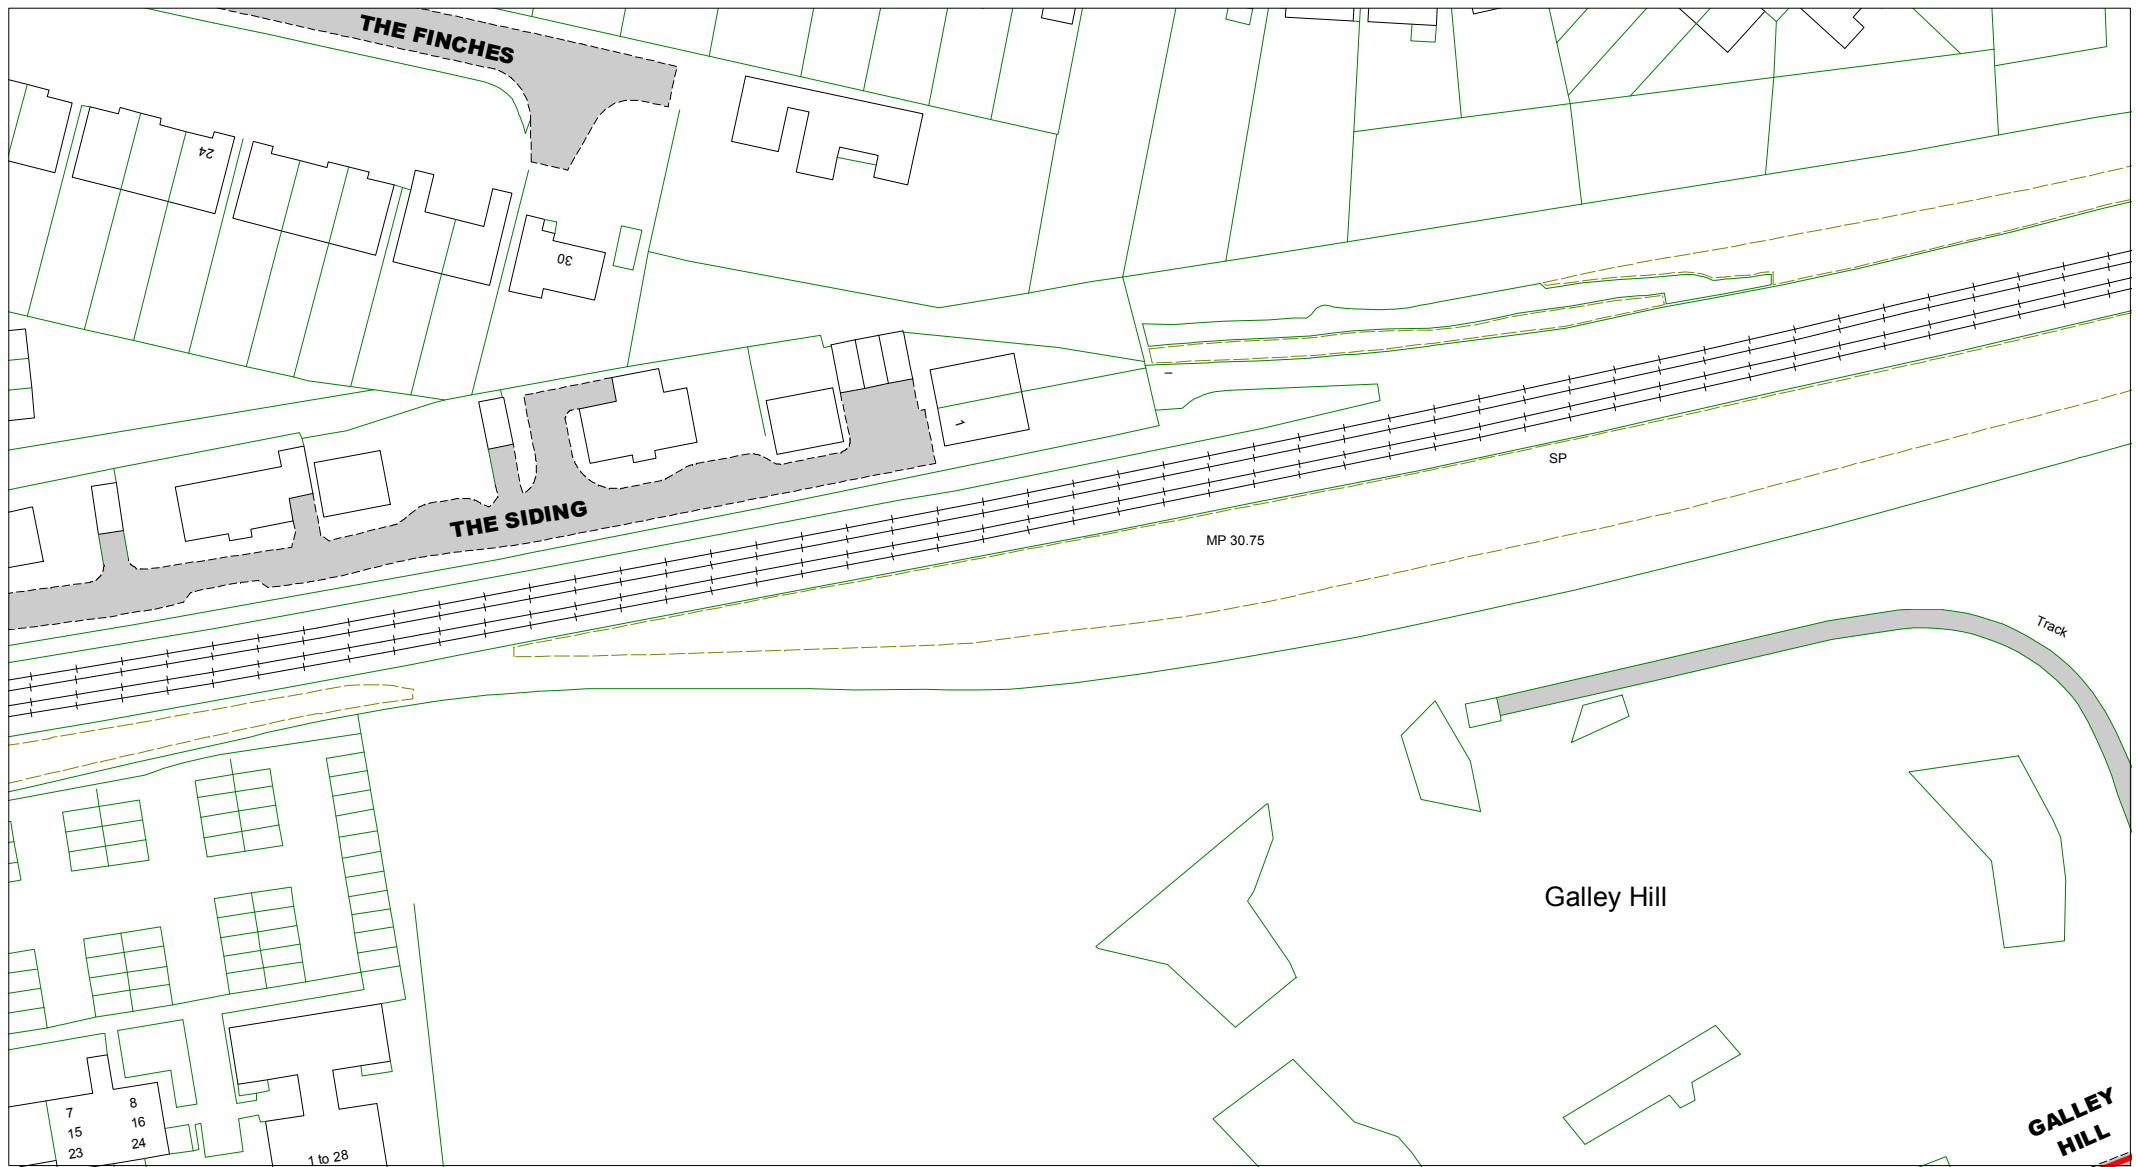 THE FINCHES
24
30
1
THE SIDING
SP
MP 30.75
Track
Galley Hill
7
8
15
16
23
24
1 to 28
GALLEY
HILL